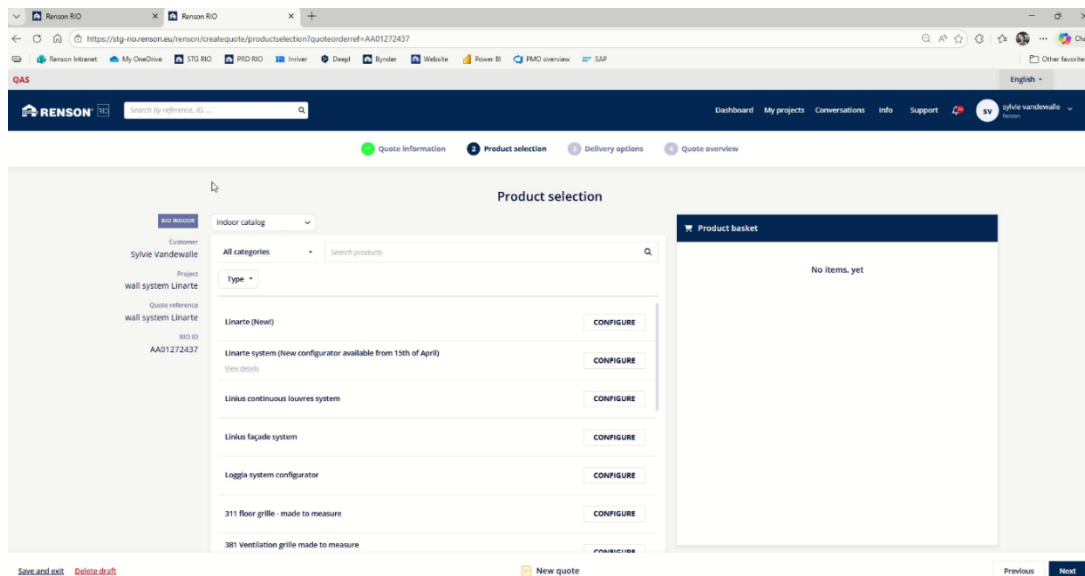 Renson RIO
Renson RIO
https://stg-rio.renson.eu/renson/createquote/productselection?quoteorderref=AA01272437
Renson Intranet My OneDrive STG RIO PRD RIO Inriver Deepl Bynder Website Power BI PMO overview SAP Other favorites
QAS English
RENSON RIO Search by reference, ID, ... Dashboard My projects Conversations Info Support SV sylvie vandewalle
Renson
Quote information 2 Product selection 3 Delivery options 4 Quote overview
Product selection
RIO INDOOR Indoor catalog
Product basket
Customer
Sylvie Vandewalle
All categories Search products
No items, yet
Project
wall system Linarte
Type
Quote reference
wall system Linarte
RIO ID
AA01272437
Linarte (New!) CONFIGURE
Linarte system (New configurator available from 15th of April) CONFIGURE
View details
Linius continuous louvres system CONFIGURE
Linius façade system CONFIGURE
Loggia system configurator CONFIGURE
311 floor grille - made to measure CONFIGURE
381 Ventilation grille made to measure CONFIGURE
Save and exit Delete draft New quote Previous Next